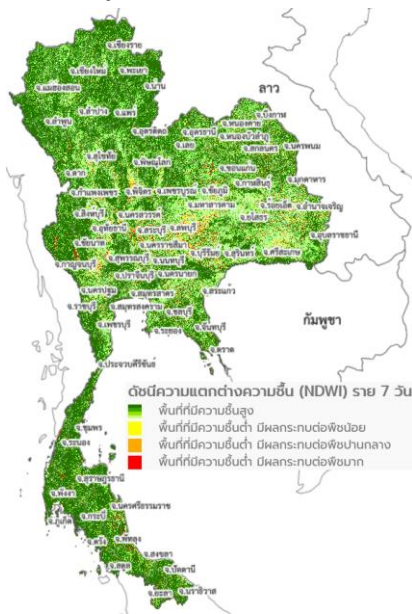 จ.เชียงราย
จ.เชียงใหม่
จ.พะเยา
จ.แม่ฮ่องสอน
จ.น่าน
ลาว
จ.ลำปาง
จ.แพร่
จ.ลำพูน
จ.บึงกาฬ
จ.หนองคาย
จ.อุตรดิตถ์
จ.อุดรธานี
จ.หนองบัวลำภู
จ.เลย
จ.สกลนคร
จ.นครพนม
จ.สุโขทัย
จ.พิษณุโลก
จ.ขอนแก่น
จ.ตาก
จ.กาฬสินธุ์
จ.มุกดาหาร
จ.กำแพงเพชร
จ.พิจิตร
จ.เพชรบูรณ์
จ.ชัยภูมิ
จ.มหาสารคาม
จ.ร้อยเอ็ด
จ.อำนาจเจริญ
จ.สิงห์บุรี
จ.นครสวรรค์
จ.ยโสธร
จ.อุทัยธานี
จ.สระบุรี
จ.ลพบุรี
จ.อุบลราชธานี
จ.ชัยนาท
จ.นครราชสีมา
จ.สุพรรณบุรี
จ.นนทบุรี
จ.บุรีรัมย์
จ.สุรินทร์
จ.ศรีสะเกษ
จ.กาญจนบุรี
จ.ปราจีนบุรี
จ.นครนายก
จ.นครปฐม
จ.สมุทรสาคร
จ.สระแก้ว
จ.ราชบุรี
จ.สมุทรสงคราม
จ.ชลบุรี
กัมพูชา
จ.เพชรบุรี
จ.ระยอง
จ.จันทบุรี
จ.ตราด
จ.ประจวบคีรีขันธ์
ดัชนีความแตกต่างความชื้น (NDWI) ราย 7 วัน
พื้นที่ที่มีความชื้นสูง
พื้นที่ที่มีความชื้นต่ำ มีผลกระทบต่อพืชน้อย
พื้นที่ที่มีความชื้นต่ำ มีผลกระทบต่อพืชปานกลาง
พื้นที่ที่มีความชื้นต่ำ มีผลกระทบต่อพืชมาก
จ.ชุมพร
จ.ระนอง
จ.สุราษฎร์ธานี
จ.พังงา
จ.นครศรีธรรมราช
จ.กระบี่
จ.ภูเก็ต
จ.ตรัง
จ.พัทลุง
จ.สงขลา
จ.สตูล
จ.ปัตตานี
จ.ยะลา
จ.นราธิวาส